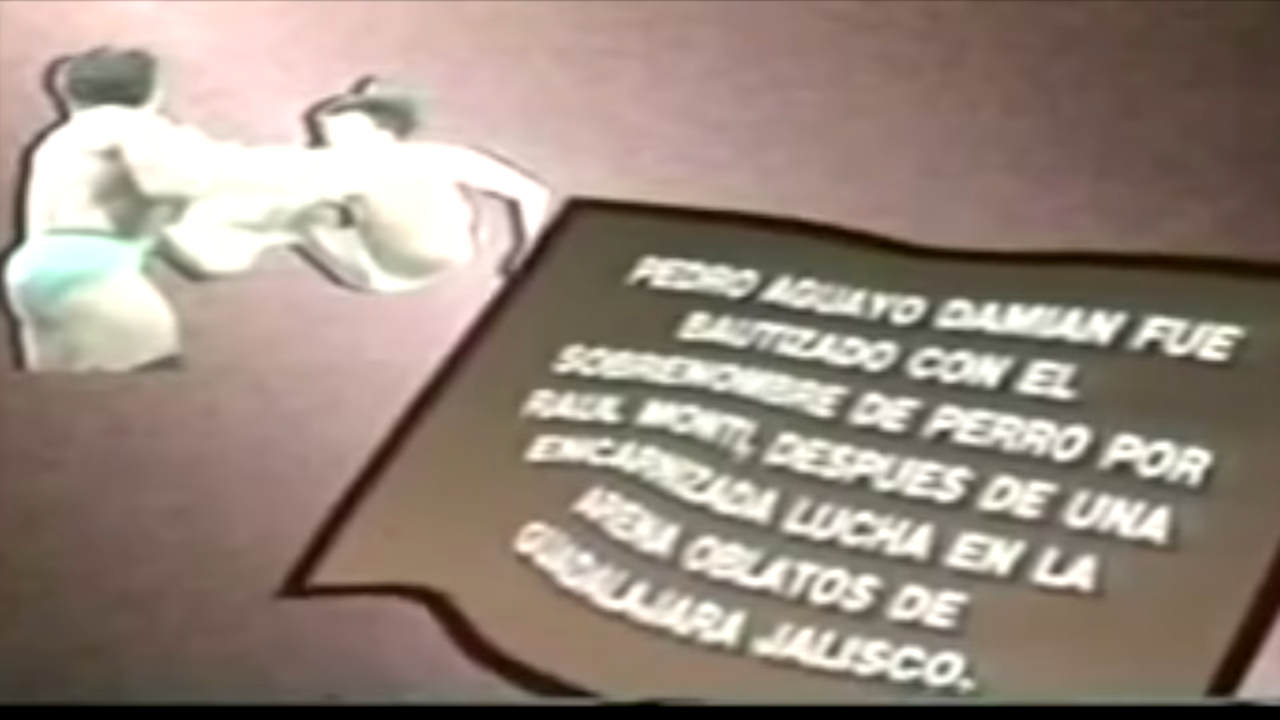 PEDRO AGUAYO DAMIAN FUE
BAUTIZADO CON EL
SOBRENOMBRE DE PERRO POR
RAUL MONTI, DESPUES DE UNA
ENCARNIZADA LUCHA EN LA
ARENA OBLATOS DE
GUADALAJARA JALISCO.